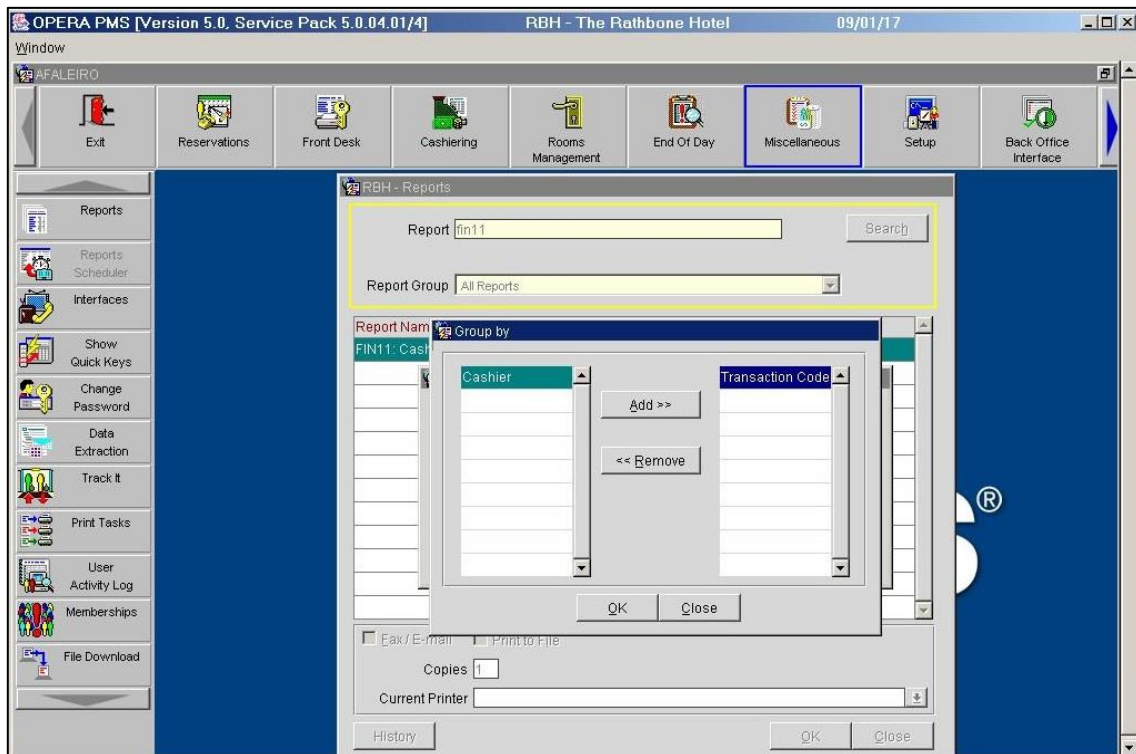 OPERA PMS [Version 5.0, Service Pack 5.0.04.01/4] RBH - The Rathbone Hotel 09/01/17
Window
AFALEIRO
Exit
Reservations
Front Desk
Cashiering
Rooms
Management
End Of Day
Miscellaneous
Setup
Back Office
Interface
Reports
Reports
Scheduler
Interfaces
Show
Quick Keys
Change
Password
Data
Extraction
Track It
Print Tasks
User
Activity Log
Memberships
File Download
RBH - Reports
Report fin11 Search
Report Group All Reports
Report Nam
FIN11: Cash
Group by
Cashier
Transaction Code
Add >>
<< Remove
OK Close
Fax / E-mail Print to File
Copies 1
Current Printer
History OK Close
S®